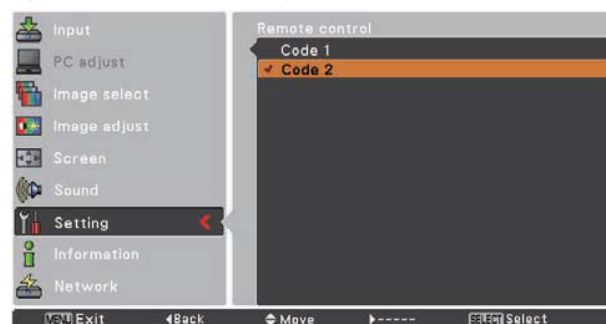 Input
PC adjust
Image select
Image adjust
Screen
Sound
Setting
Information
Network
Remote control
Code 1
Code 2
MENU Exit ◀Back Move ▶----- SELECT Select